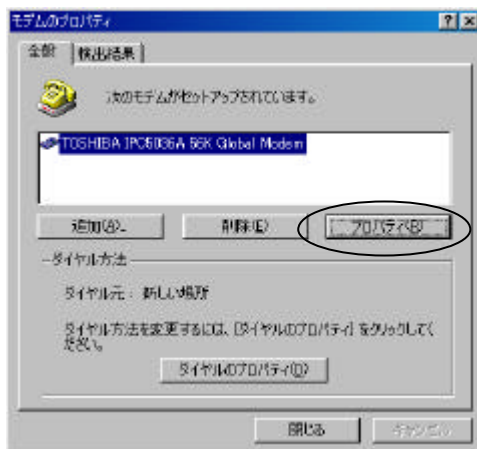 モデムのプロパティ
全般
検出結果
次のモデムがセットアップされています。
TOSHIBA IPC5036A 56K Global Modem
追加(A)...
削除(E)
プロパティ(R)
ダイヤル方法
ダイヤル元: 新しい場所
ダイヤル方法を変更するには、[ダイヤルのプロパティ] をクリックしてく
ださい。
ダイヤルのプロパティ(D)
閉じる
キャンセル